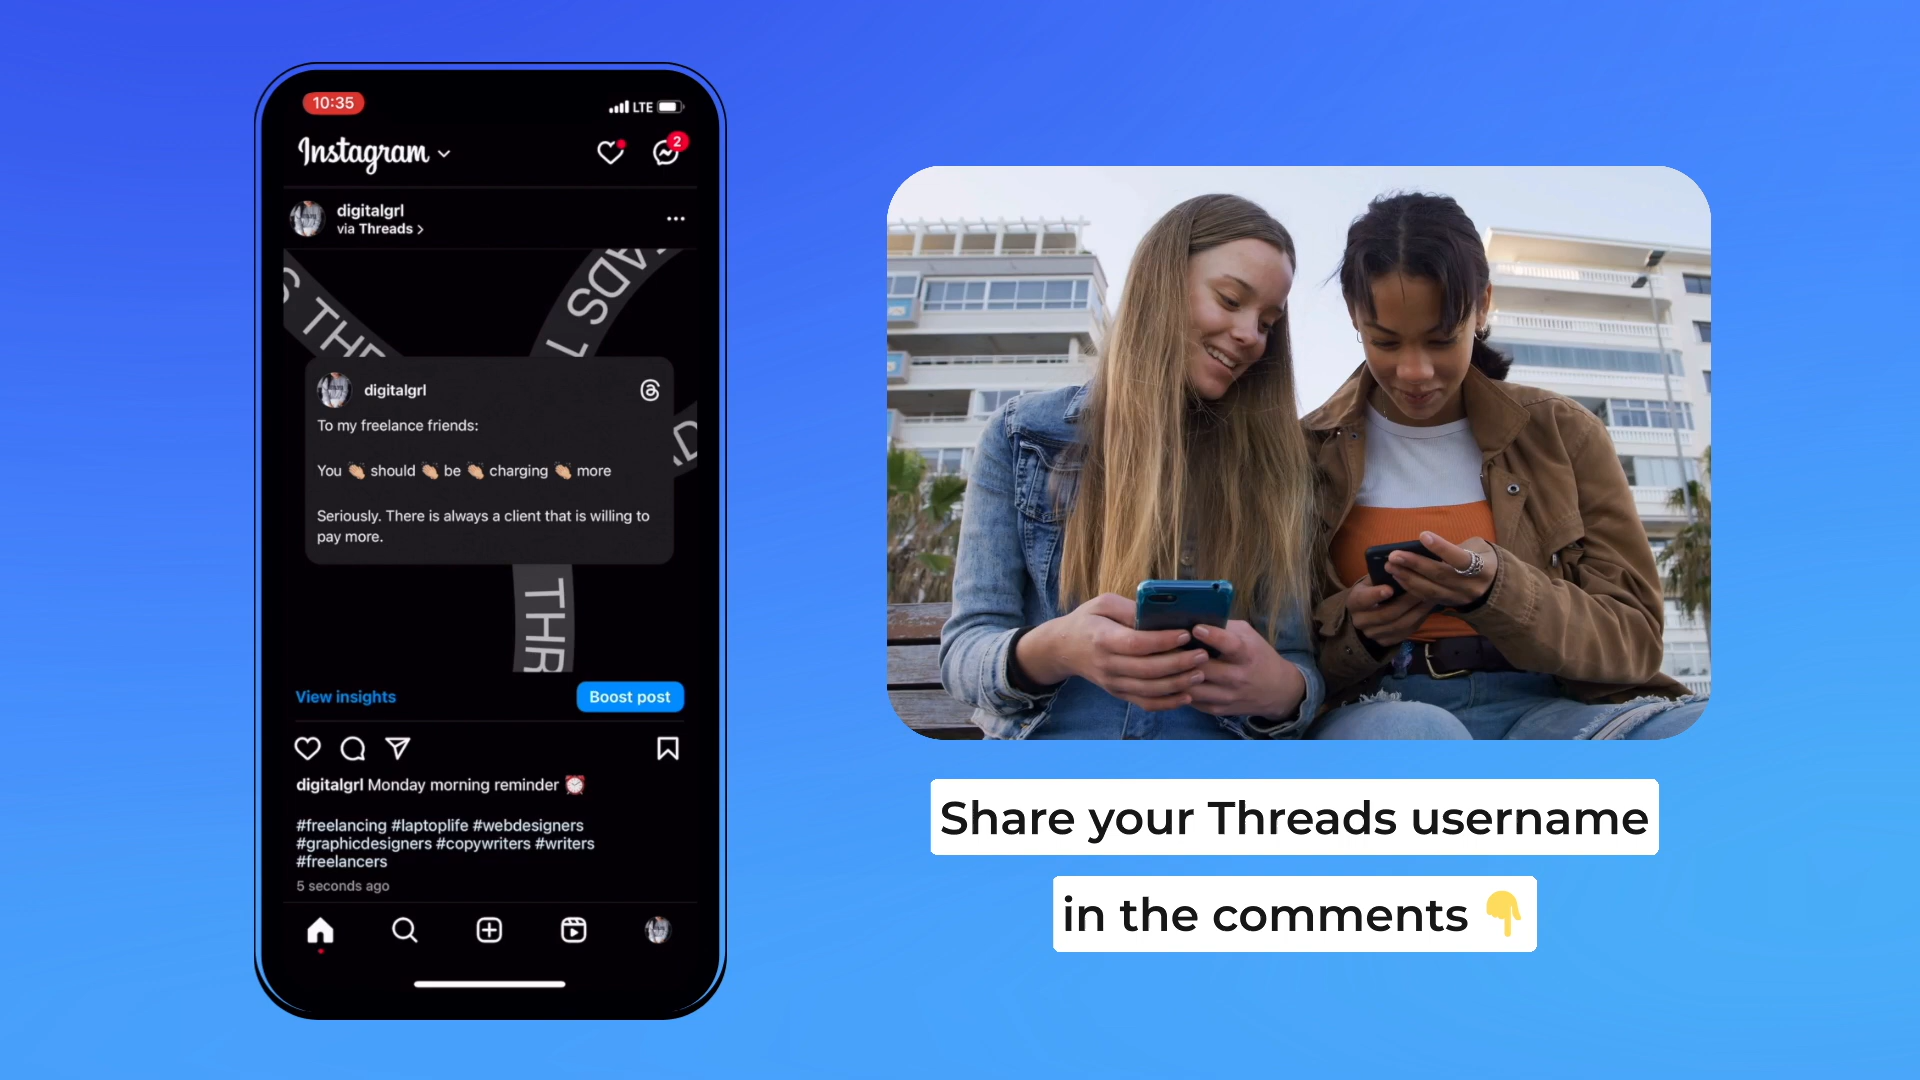 10:35
LTE
Instagram
2
digitalgrl
via Threads >
S THRE
ADS T
digitalgrl
To my freelance friends:
You 👏🏼 should 👏🏼 be 👏🏼 charging 👏🏼 more
Seriously. There is always a client that is willing to
pay more.
D
THR
View insights
Boost post
digitalgrl Monday morning reminder ⏰
#freelancing #laptoplife #webdesigners
#graphicdesigners #copywriters #writers
#freelancers
5 seconds ago
Share your Threads username
in the comments 👇